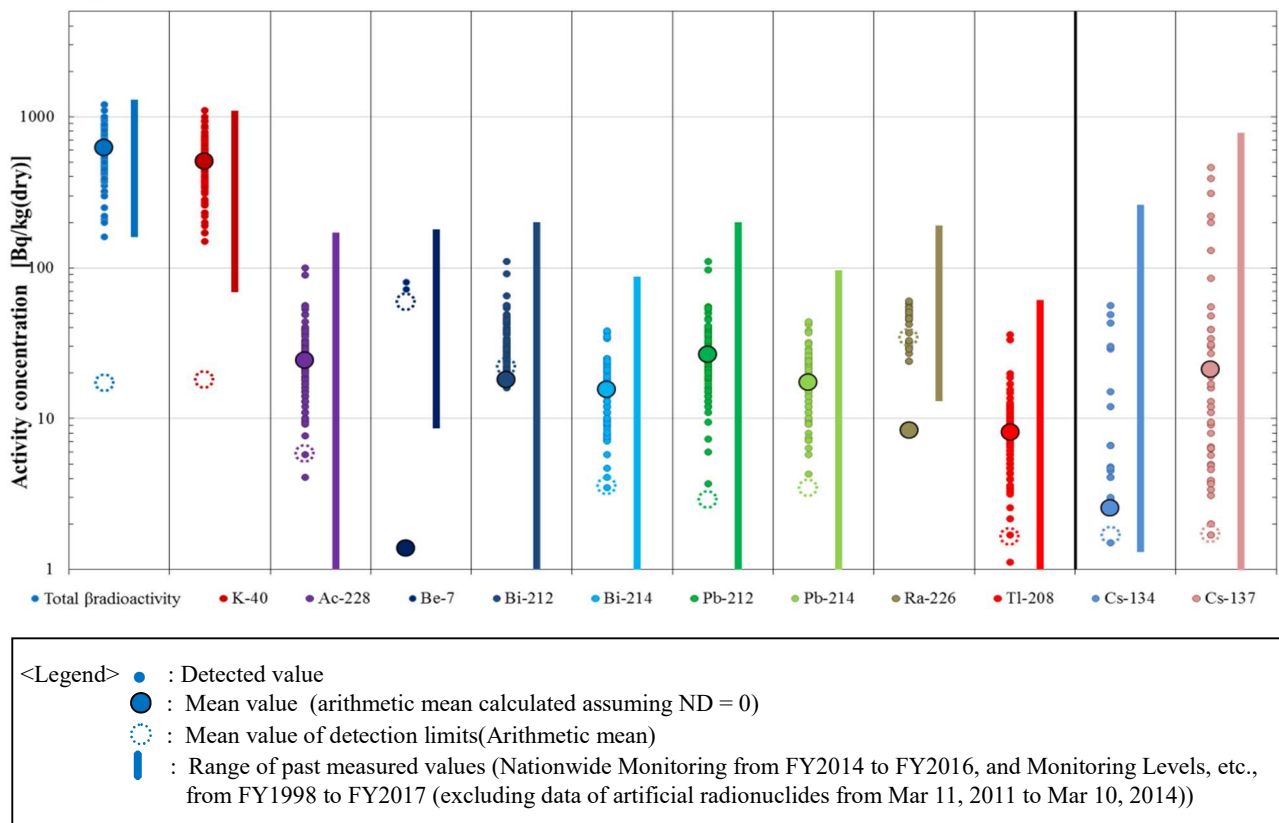 Activity concentration [Bq/kg(dry)]
1000
100
10
1
Total βradioactivity K-40 Ac-228 Be-7 Bi-212 Bi-214 Pb-212 Pb-214 Ra-226 Tl-208 Cs-134 Cs-137
<Legend> : Detected value
: Mean value (arithmetic mean calculated assuming ND = 0)
: Mean value of detection limits(Arithmetic mean)
: Range of past measured values (Nationwide Monitoring from FY2014 to FY2016, and Monitoring Levels, etc.,
from FY1998 to FY2017 (excluding data of artificial radionuclides from Mar 11, 2011 to Mar 10, 2014))